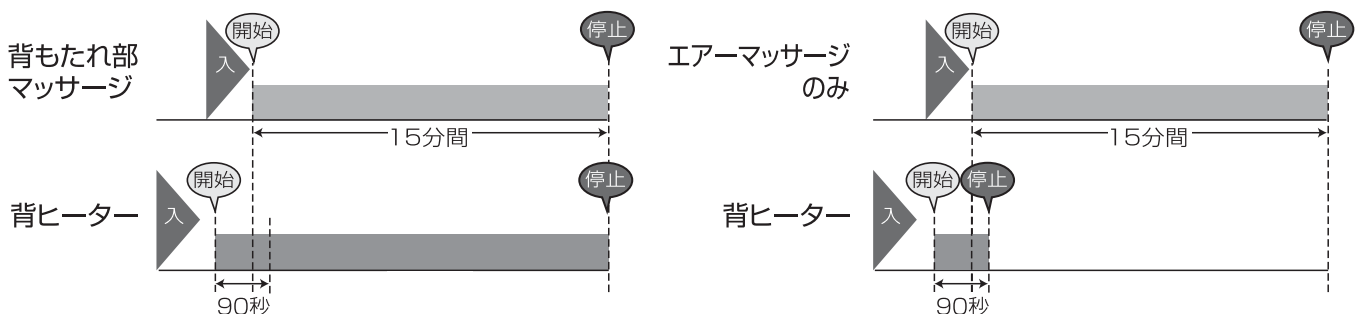 背もたれ部
マッサージ
入
開始
停止
15分間
背ヒーター
入
開始
停止
90秒
エアーマッサージ
のみ
入
開始
停止
15分間
背ヒーター
入
開始
停止
90秒